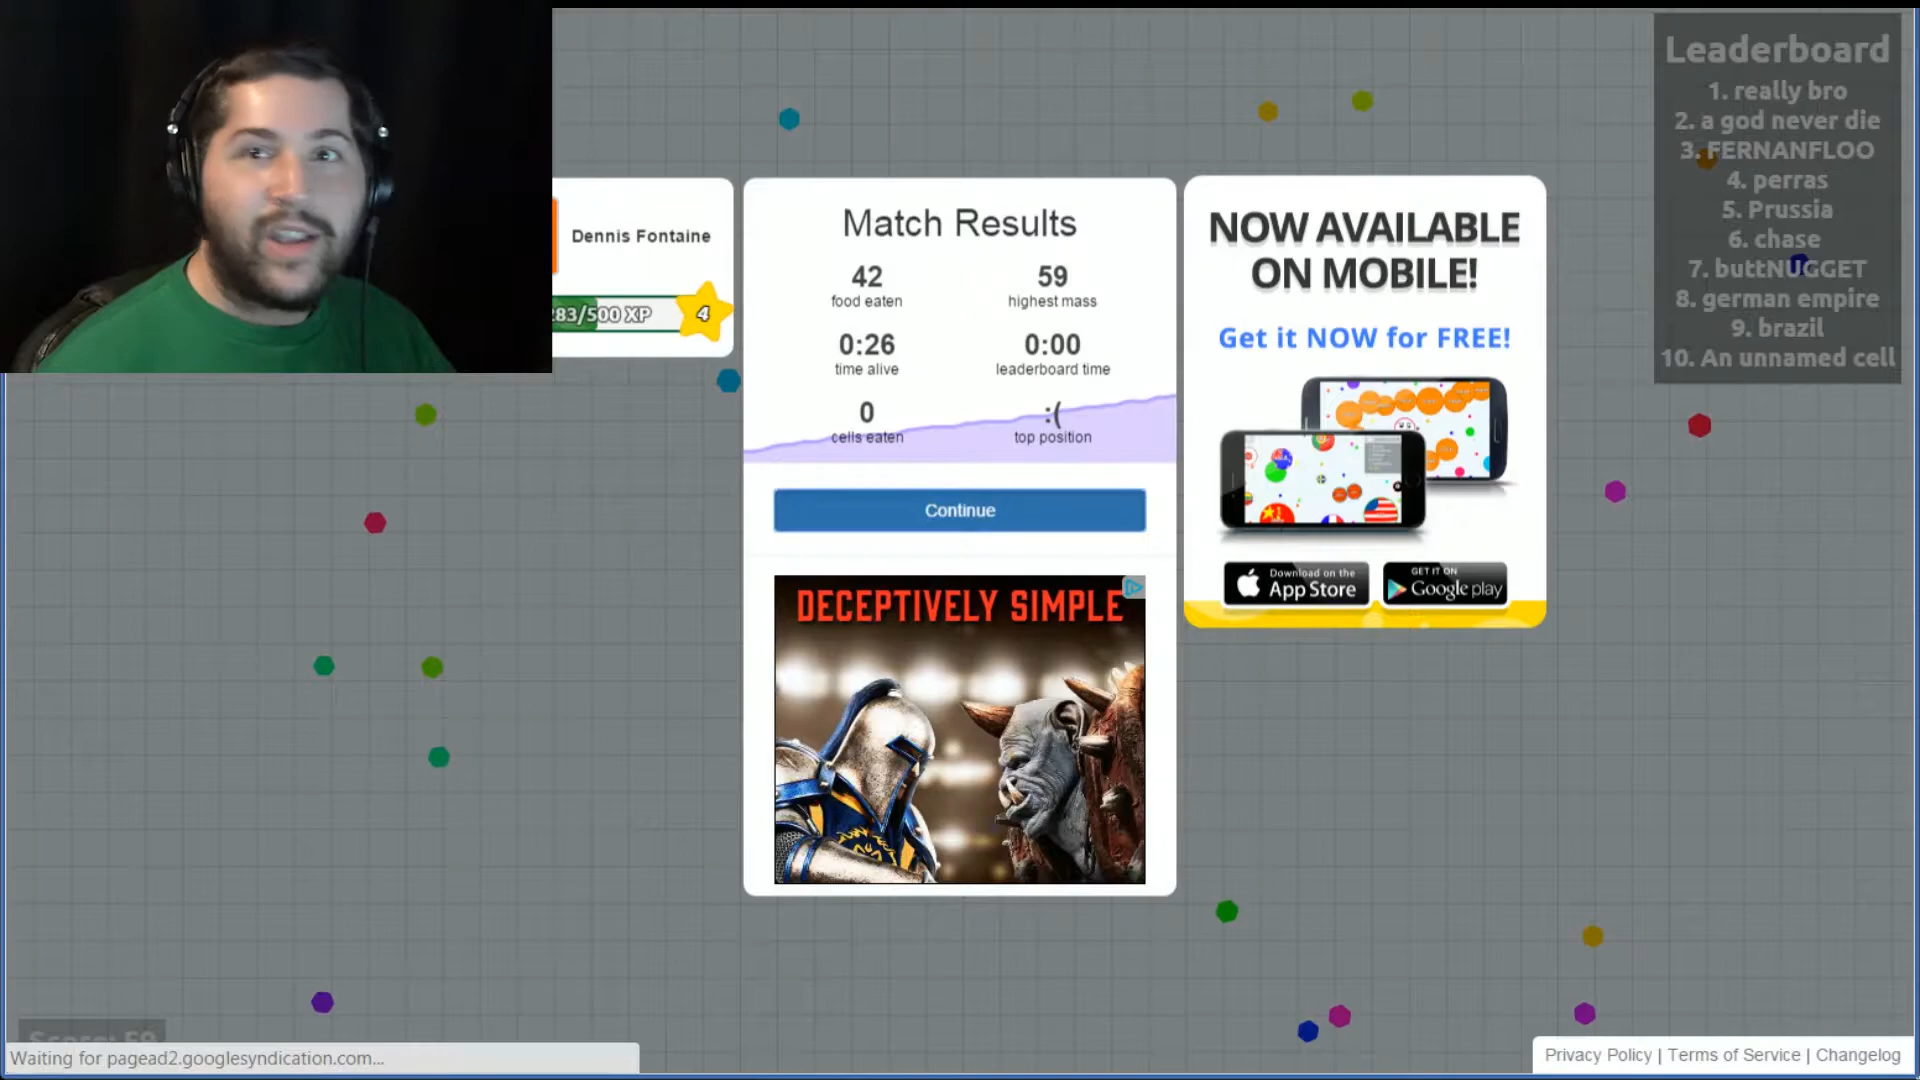 Leaderboard
1. really bro
2. a god never die
3. FERNANFLOO
4. perras
5. Prussia
6. chase
7. buttNUGGET
8. german empire
9. brazil
10. An unnamed cell
Dennis Fontaine
283/500 XP
4
Match Results
42
food eaten
59
highest mass
0:26
time alive
0:00
leaderboard time
0
cells eaten
:(
top position
Continue
DECEPTIVELY SIMPLE
NOW AVAILABLE
ON MOBILE!
Get it NOW for FREE!
Download on the
App Store
GET IT ON
Google play
Score: 59
Waiting for pagead2.googlesyndication.com...
Privacy Policy | Terms of Service | Changelog